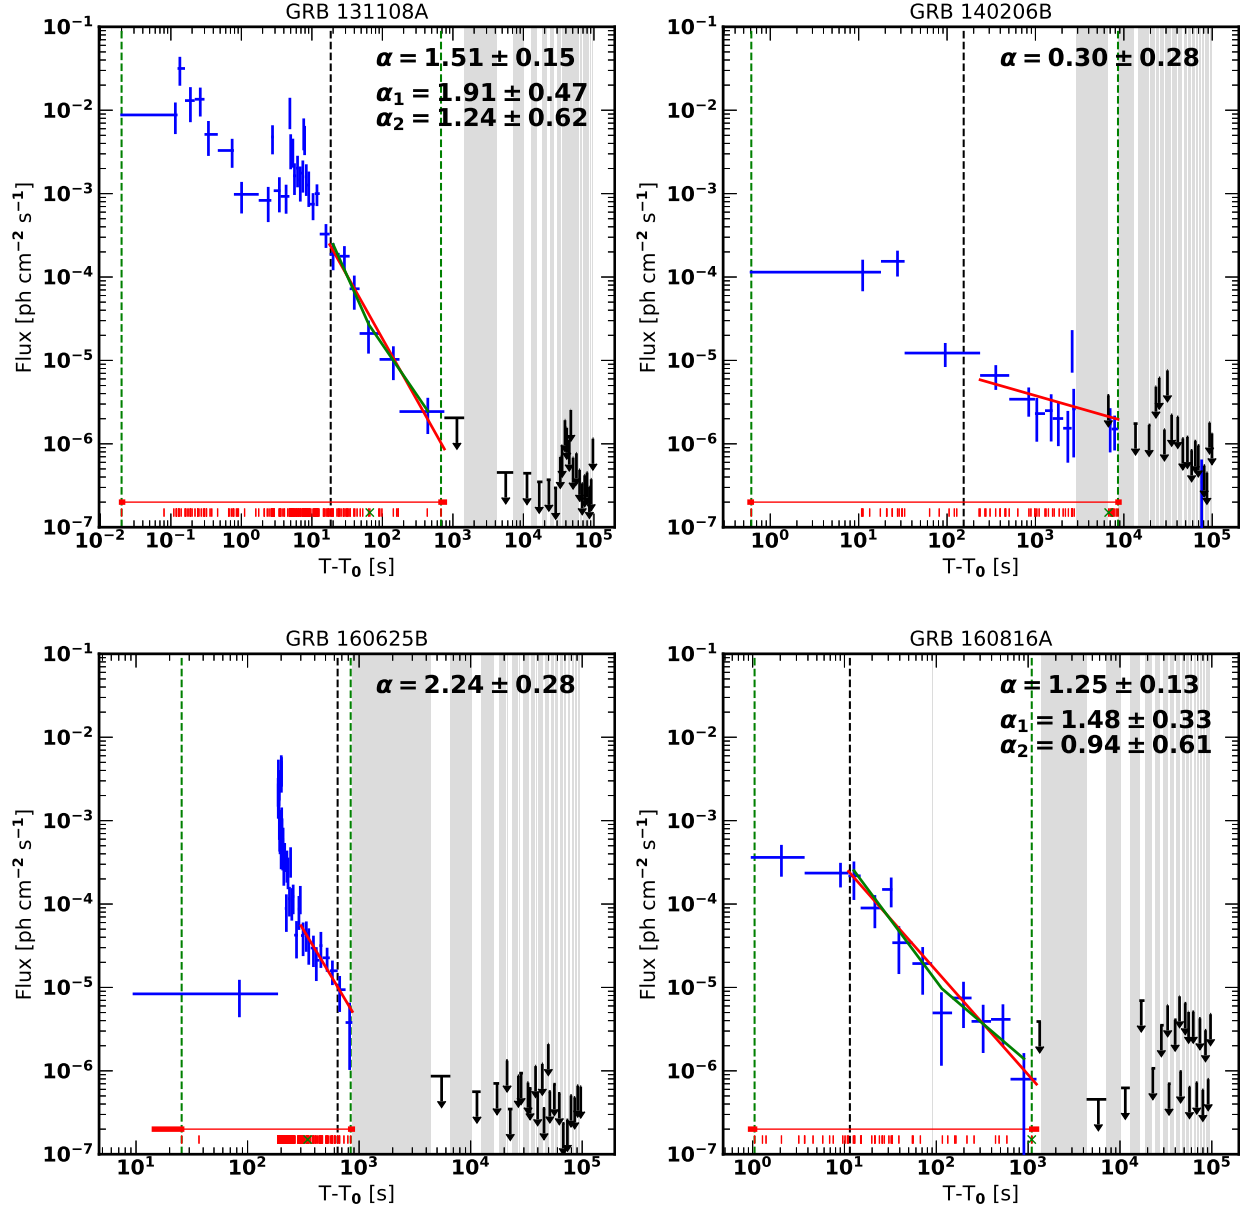 GRB 131108A
α = 1.51 ± 0.15
α₁ = 1.91 ± 0.47
α₂ = 1.24 ± 0.62
Flux [ph cm⁻² s⁻¹]
10⁻¹
10⁻²
10⁻³
10⁻⁴
10⁻⁵
10⁻⁶
10⁻⁷
10⁻² 10⁻¹ 10⁰ 10¹ 10² 10³ 10⁴ 10⁵
T-T₀ [s]
GRB 140206B
α = 0.30 ± 0.28
Flux [ph cm⁻² s⁻¹]
10⁻¹
10⁻²
10⁻³
10⁻⁴
10⁻⁵
10⁻⁶
10⁻⁷
10⁰ 10¹ 10² 10³ 10⁴ 10⁵
T-T₀ [s]
GRB 160625B
α = 2.24 ± 0.28
Flux [ph cm⁻² s⁻¹]
10⁻¹
10⁻²
10⁻³
10⁻⁴
10⁻⁵
10⁻⁶
10⁻⁷
10¹ 10² 10³ 10⁴ 10⁵
T-T₀ [s]
GRB 160816A
α = 1.25 ± 0.13
α₁ = 1.48 ± 0.33
α₂ = 0.94 ± 0.61
Flux [ph cm⁻² s⁻¹]
10⁻¹
10⁻²
10⁻³
10⁻⁴
10⁻⁵
10⁻⁶
10⁻⁷
10⁰ 10¹ 10² 10³ 10⁴ 10⁵
T-T₀ [s]